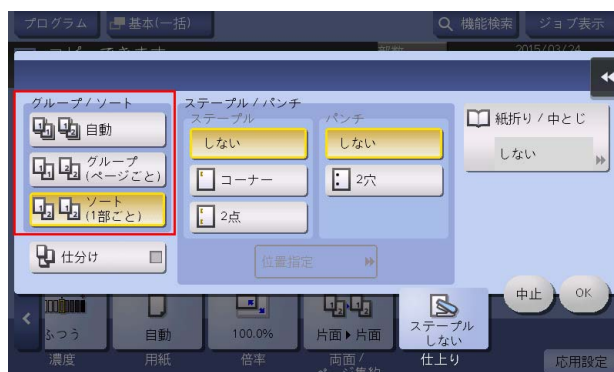 プログラム
基本(一括)
機能検索
ジョブ表示
2015/03/24
グループ/ソート
自動
グループ
(ページごと)
ソート
(1部ごと)
仕分け
ステープル/パンチ
ステープル
しない
コーナー
2点
パンチ
しない
2穴
位置指定
紙折り/中とじ
しない
中止
OK
ふつう
自動
100.0%
片面▶片面
ステープル
しない
濃度
用紙
倍率
両面/
仕上り
応用設定